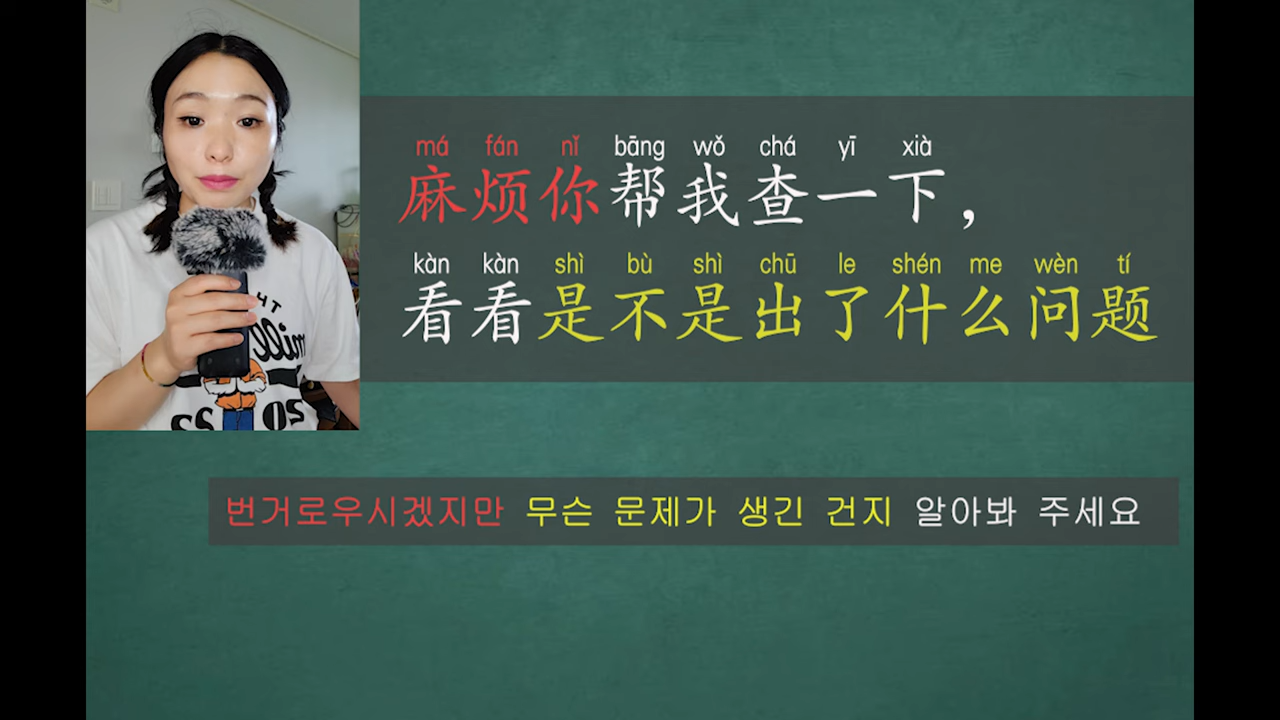 má fán nǐ bāng wǒ chá yī xià
麻烦你帮我查一下，
kàn kàn shì bù shì chū le shén me wèn tí
看看是不是出了什么问题
번거로우시겠지만 무슨 문제가 생긴 건지 알아봐 주세요